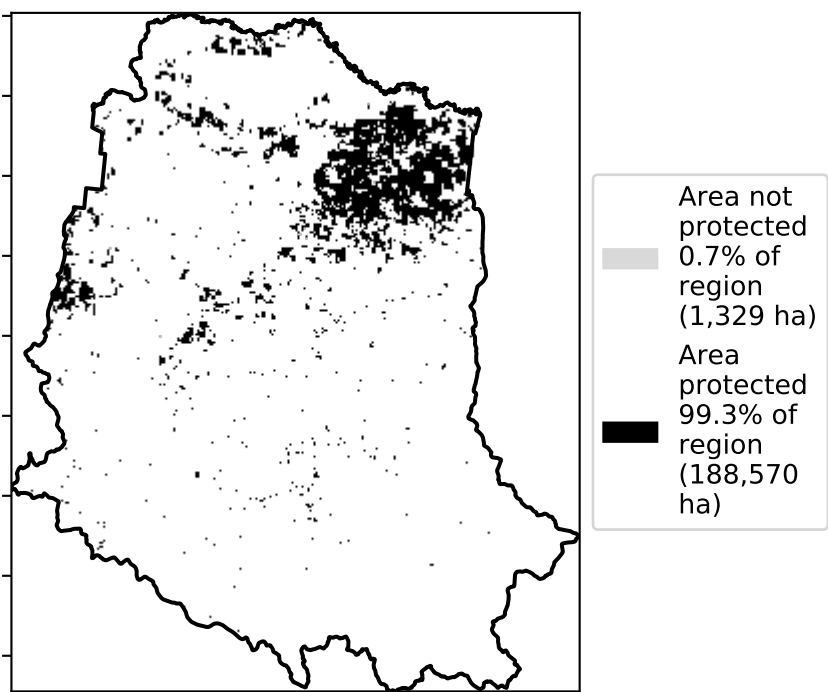 Area not
protected
0.7% of
region
(1,329 ha)
Area
protected
99.3% of
region
(188,570
ha)